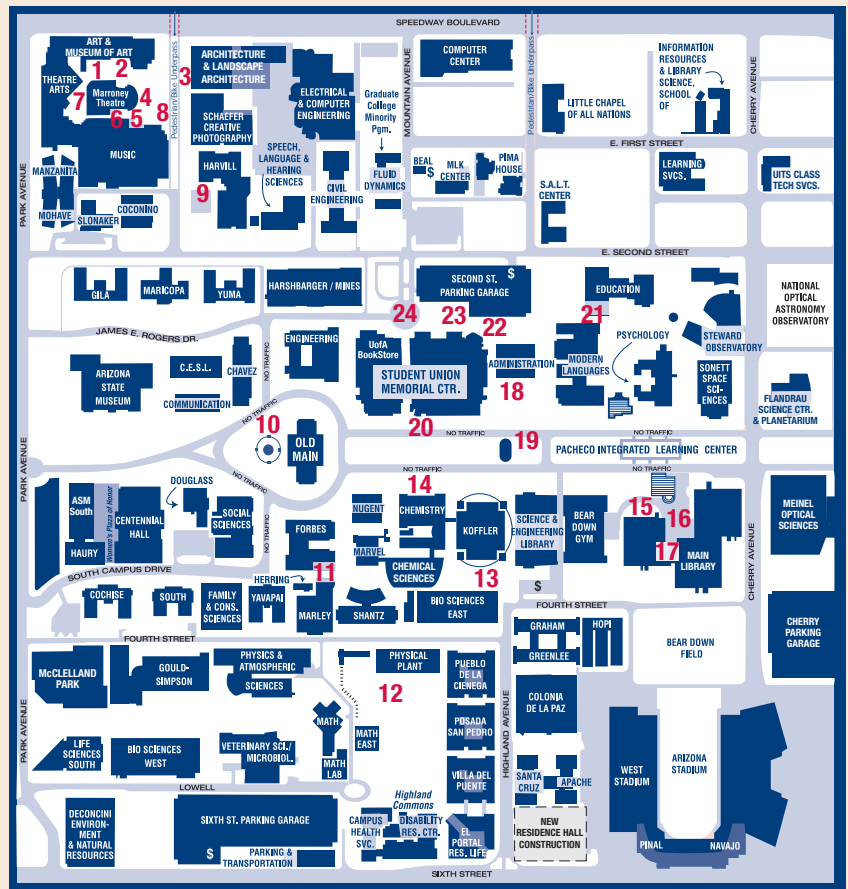 SPEEDWAY BOULEVARD
ART &
MUSEUM OF ART
1
2
THEATRE
ARTS
Marroney
Theatre
4
7
6
5
8
MUSIC
Pedestrian/Bike Underpass
3
ARCHITECTURE
& LANDSCAPE
ARCHITECTURE
SCHAEFER
CREATIVE
PHOTOGRAPHY
ELECTRICAL
& COMPUTER
ENGINEERING
Graduate
College
Minority
Pgm.
MOUNTAIN AVENUE
COMPUTER
CENTER
Pedestrian/Bike Underpass
LITTLE CHAPEL
OF ALL NATIONS
INFORMATION
RESOURCES
& LIBRARY
SCIENCE,
SCHOOL OF
CHERRY AVENUE
PARK AVENUE
MANZANITA
MOHAVE
SLONAKER
COCONINO
HARVILL
9
SPEECH,
LANGUAGE &
HEARING
SCIENCES
CIVIL
ENGINEERING
FLUID
DYNAMICS
BEAL
$
MLK
CENTER
PIMA
HOUSE
E. FIRST STREET
S.A.L.T.
CENTER
LEARNING
SVCS.
UITS CLASS
TECH SVCS.
E. SECOND STREET
GILA
MARICOPA
YUMA
HARSHBARGER / MINES
24
SECOND ST.
PARKING GARAGE
$
23
22
EDUCATION
21
PSYCHOLOGY
STEWARD
OBSERVATORY
NATIONAL
OPTICAL
ASTRONOMY
OBSERVATORY
JAMES E. ROGERS DR.
NO TRAFFIC
ENGINEERING
UofA
BookStore
STUDENT UNION
MEMORIAL CTR.
ADMINISTRATION
18
MODERN
LANGUAGES
SONETT
SPACE
SCI-
ENCES
FLANDRAU
SCIENCE CTR.
& PLANETARIUM
ARIZONA
STATE
MUSEUM
C.E.S.L.
CHAVEZ
COMMUNICATION
NO TRAFFIC
10
OLD
MAIN
20
NO TRAFFIC
19
NO TRAFFIC
PACHECO INTEGRATED LEARNING CENTER
NO TRAFFIC
NO TRAFFIC
PARK AVENUE
ASM
South
HAURY
Women's Plaza of Honor
CENTENNIAL
HALL
DOUGLASS
SOCIAL
SCIENCES
NO TRAFFIC
NO TRAFFIC
FORBES
11
HERRING
NUGENT
MARVEL
14
CHEMISTRY
CHEMICAL
SCIENCES
KOFFLER
13
SCIENCE &
ENGINEERING
LIBRARY
$
BEAR
DOWN
GYM
15
16
17
MAIN
LIBRARY
CHERRY AVENUE
MEINEL
OPTICAL
SCIENCES
SOUTH CAMPUS DRIVE
COCHISE
SOUTH
FAMILY
& CONS.
SCIENCES
YAVAPAI
MARLEY
SHANTZ
BIO SCIENCES
EAST
FOURTH STREET
FOURTH STREET
GRAHAM
GREENLEE
HOPI
BEAR DOWN
FIELD
CHERRY
PARKING
GARAGE
McCLELLAND
PARK
GOULD-
SIMPSON
PHYSICS &
ATMOSPHERIC
SCIENCES
PHYSICAL
PLANT
12
PUEBLO
DE LA
CIENEGA
HIGHLAND AVENUE
COLONIA
DE LA PAZ
PARK AVENUE
LIFE
SCIENCES
SOUTH
BIO SCIENCES
WEST
VETERINARY SCI./
MICROBIOL.
MATH
MATH
LAB
MATH
EAST
POSADA
SAN PEDRO
VILLA DEL
PUENTE
SANTA
CRUZ
APACHE
WEST
STADIUM
ARIZONA
STADIUM
LOWELL
DECONCINI
ENVIRON-
MENT
& NATURAL
RESOURCES
SIXTH ST. PARKING GARAGE
$
PARKING &
TRANSPORTATION
Highland
Commons
CAMPUS
HEALTH
SVC.
DISABILITY
RES. CTR.
EL
PORTAL
RES. LIFE
NEW
RESIDENCE HALL
CONSTRUCTION
PINAL
NAVAJO
SIXTH STREET